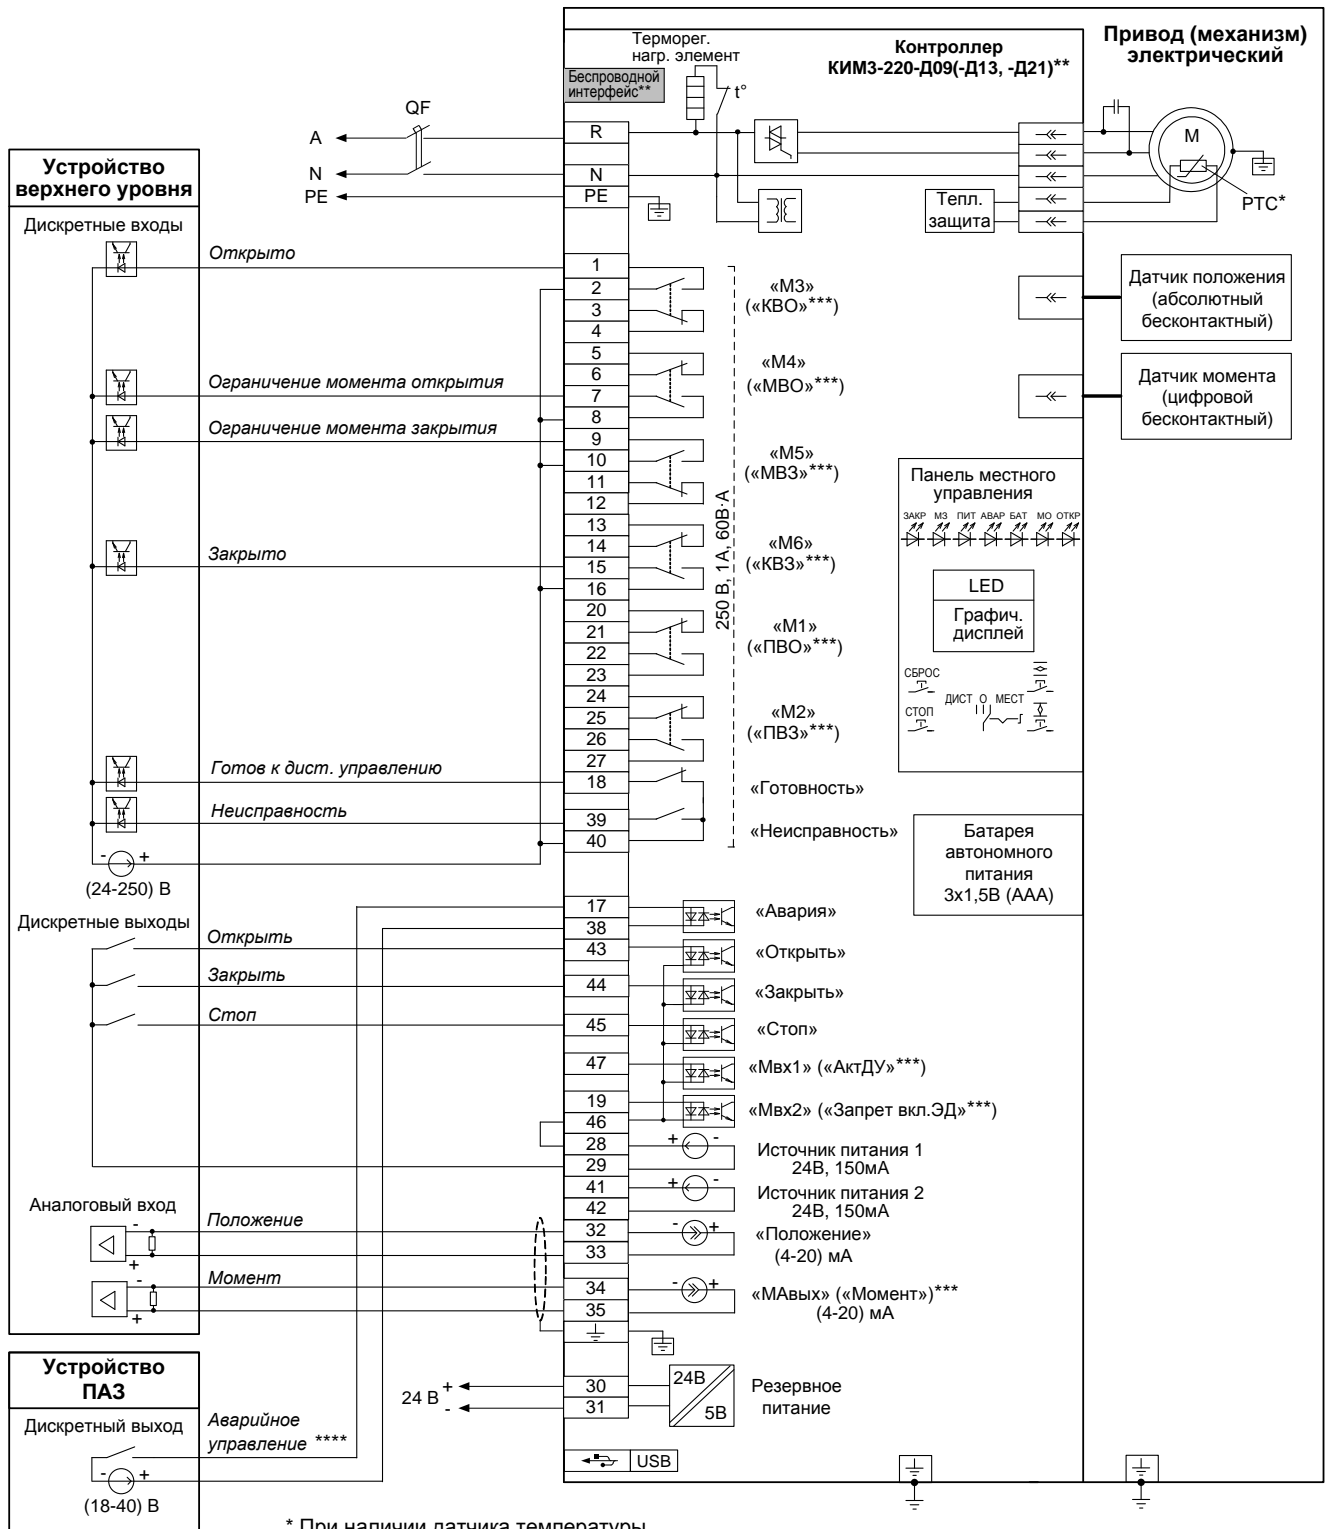 Привод (механизм)
электрический
Контроллер
КИМ3-220-Д09(-Д13, -Д21)**
Терморег.
нагр. элемент
Беспроводной
интерфейс**
t°
QF
A
N
PE
R
N
PE
M
PTC*
Тепл.
защита
Устройство
верхнего уровня
Дискретные входы
Открыто
Ограничение момента открытия
Ограничение момента закрытия
Закрыто
Готов к дист. управлению
Неисправность
- +
(24-250) В
1
2
3
4
5
6
7
8
9
10
11
12
13
14
15
16
20
21
22
23
24
25
26
27
18
39
40
«М3»
(«КВО»***)
«М4»
(«МВО»***)
«М5»
(«МВЗ»***)
«М6»
(«КВЗ»***)
«М1»
(«ПВО»***)
«М2»
(«ПВЗ»***)
«Готовность»
«Неисправность»
250 В, 1А, 60В·А
Датчик положения
(абсолютный
бесконтактный)
Датчик момента
(цифровой
бесконтактный)
Панель местного
управления
ЗАКР МЗ ПИТ АВАР БАТ МО ОТКР
LED
Графич.
дисплей
СБРОС
СТОП
ДИСТ О МЕСТ
Батарея
автономного
питания
3х1,5В (ААА)
Дискретные выходы
Открыть
Закрыть
Стоп
17
38
43
44
45
47
19
46
28
29
41
42
32
33
34
35
«Авария»
«Открыть»
«Закрыть»
«Стоп»
«Мвх1» («АктДУ»***)
«Мвх2» («Запрет вкл.ЭД»***)
+ -
Источник питания 1
24В, 150мА
+ -
Источник питания 2
24В, 150мА
- +
«Положение»
(4-20) мА
- +
«МАвых» («Момент»)***
(4-20) мА
Аналоговый вход
Положение
-
+
Момент
-
+
Устройство
ПАЗ
Дискретный выход
Аварийное
управление ****
- +
(18-40) В
24 В
+
-
30
31
24В
5В
Резервное
питание
USB
* При наличии датчика температуры